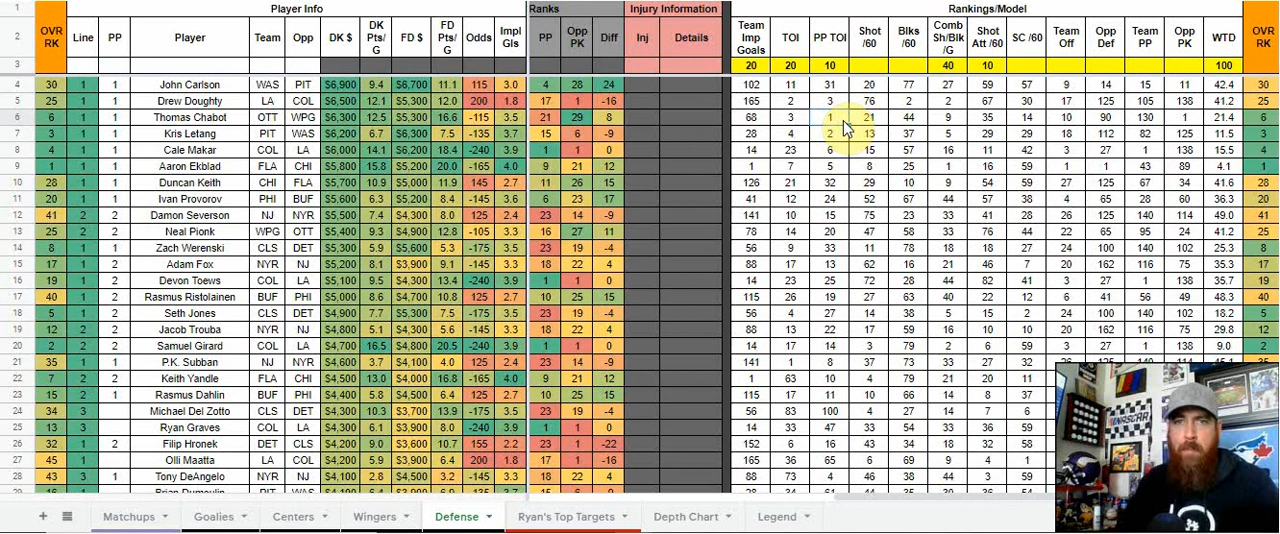 1 Player Info Ranks Injury Information Rankings/Model
2 OVR RK Line PP Player Team Opp DK $ DK Pts/ G FD $ FD Pts/ G Odds Impl Gls PP Opp PK Diff Inj Details Team Imp Goals TOI PP TOI Shot /60 Blks /60 Comb Sh/Blk /G Shot Att /60 SC /60 Team Off Opp Def Team PP Opp PK WTD OVR RK
3 20 20 10 40 10 100
4 30 1 1 John Carlson WAS PIT $6,900 9.4 $6,700 11.1 115 3.0 4 28 24 102 11 31 20 77 27 59 57 9 14 15 11 42.4 30
5 25 1 1 Drew Doughty LA COL $6,500 12.1 $5,300 12.0 200 1.8 17 1 -16 165 2 3 76 2 2 67 30 17 125 105 138 41.2 25
6 6 1 1 Thomas Chabot OTT WPG $6,300 12.5 $5,300 16.6 -115 3.5 21 29 8 68 3 1 21 44 9 35 14 10 79 90 1 21.4 6
7 7 1 1 Kris Letang PIT WAS $6,200 6.7 $6,300 7.5 -135 3.7 15 6 -9 28 4 2 13 37 5 29 29 18 112 82 125 11.5 7
8 4 1 1 Cale Makar COL LA $6,000 14.1 $6,200 18.4 -240 3.9 1 1 0 14 23 6 15 57 16 11 42 3 27 1 138 15.5 4
9 1 1 1 Aaron Ekblad FLA CHI $5,800 15.8 $5,200 20.0 -165 4.0 9 21 12 1 7 5 8 25 1 16 59 1 1 43 89 4.1 1
10 28 1 1 Duncan Keith CHI FLA $5,700 10.9 $5,000 11.9 145 2.7 11 26 15 126 21 32 29 10 9 54 59 27 125 67 34 41.6 28
11 20 1 1 Ivan Provorov PHI BUF $5,600 6.3 $5,200 8.4 -145 3.6 6 23 17 41 12 24 52 67 44 57 38 4 65 28 60 36.3 20
12 41 2 2 Damon Severson NJ NYR $5,500 7.4 $4,300 8.0 125 2.4 23 14 -9 141 10 15 75 23 33 41 28 26 125 130 114 49.0 41
13 25 2 2 Neal Pionk WPG OTT $5,400 9.3 $4,900 12.8 -105 3.3 16 27 11 78 14 20 58 33 76 44 22 65 95 24 41.2 25
14 8 1 1 Zach Werenski CLS DET $5,300 5.9 $5,600 5.3 -175 3.5 23 19 -4 56 9 33 11 78 18 18 27 24 100 140 102 25.3 8
15 17 1 2 Adam Fox NYR NJ $5,200 8.1 $3,900 9.1 -145 3.3 18 22 4 88 17 13 62 16 21 46 7 20 162 116 75 35.3 17
16 19 1 2 Devon Toews COL LA $5,100 9.5 $4,300 13.4 -240 3.9 1 1 0 14 23 25 72 28 44 82 41 3 27 1 138 35.7 19
17 40 1 2 Rasmus Ristolainen BUF PHI $5,000 8.6 $4,700 10.8 125 2.7 10 25 15 115 26 19 27 63 40 22 12 6 41 56 49 48.3 40
18 5 1 1 Seth Jones CLS DET $4,900 7.7 $5,300 7.5 -175 3.5 23 19 -4 56 4 27 14 38 5 15 2 24 100 140 102 18.2 5
19 12 2 2 Jacob Trouba NYR NJ $4,800 5.1 $4,300 5.6 -145 3.3 18 22 4 88 13 22 17 59 16 10 10 20 162 116 75 29.8 12
20 2 2 2 Samuel Girard COL LA $4,700 16.5 $4,800 20.5 -240 3.9 1 1 0 14 17 14 3 79 2 6 59 3 27 1 138 9.0 2
21 35 1 1 P.K. Subban NJ NYR $4,600 3.7 $4,100 4.0 125 2.4 23 14 -9 141 1 8 37 73 33 27 32
22 7 2 2 Keith Yandle FLA CHI $4,500 13.0 $4,000 16.8 -165 4.0 9 21 12 1 63 10 4 79 21 20 11
23 15 2 1 Rasmus Dahlin BUF PHI $4,400 5.8 $4,500 6.4 125 2.7 10 25 15 115 17 11 10 66 14 8 37
24 34 3 Michael Del Zotto CLS DET $4,300 10.3 $3,700 13.9 -175 3.5 23 19 -4 56 83 100 4 27 14 7 6
25 13 3 Ryan Graves COL LA $4,300 6.1 $3,900 8.0 -240 3.9 1 1 0 14 33 47 54 33 33 36 59
26 32 1 2 Filip Hronek DET CLS $4,200 9.0 $3,600 10.7 155 2.2 12 3 -22 152 6 16 43 34 18 32 58
27 45 1 Olli Maatta LA COL $4,200 5.9 $3,900 6.4 200 1.8 17 1 -16 165 36 65 6 69 9 4 1
28 43 3 1 Tony DeAngelo NYR NJ $4,100 2.8 $4,500 3.2 -145 3.3 18 22 4 88 73 4 46 38 44 3 59
Matchups Goalies Centers Wingers Defense Ryan's Top Targets Depth Chart Legend
NASCAR